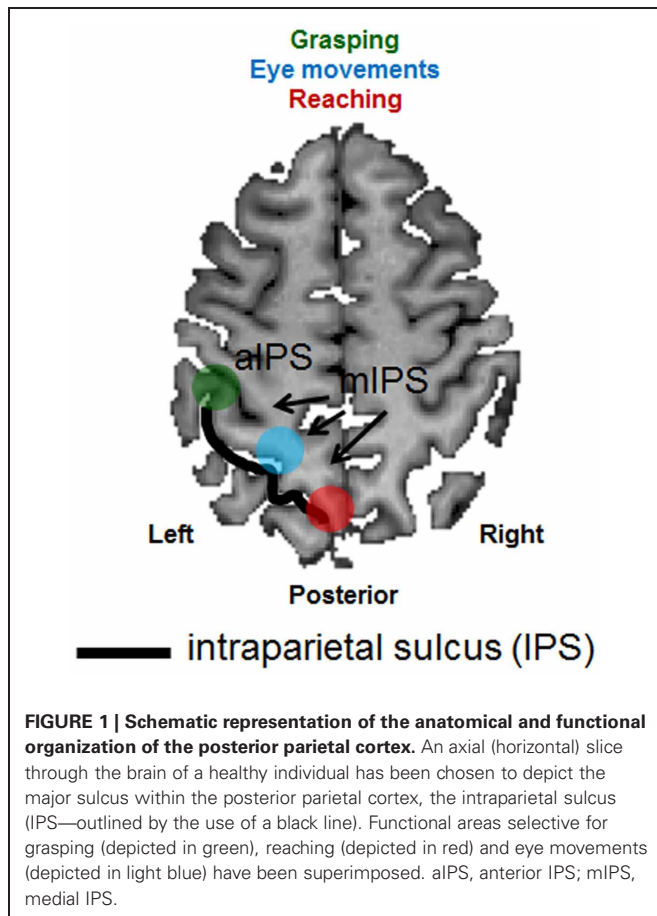 Grasping
Eye movements
Reaching
aIPS
mIPS
Left
Right
Posterior
intraparietal sulcus (IPS)
FIGURE 1 | Schematic representation of the anatomical and functional
organization of the posterior parietal cortex. An axial (horizontal) slice
through the brain of a healthy individual has been chosen to depict the
major sulcus within the posterior parietal cortex, the intraparietal sulcus
(IPS—outlined by the use of a black line). Functional areas selective for
grasping (depicted in green), reaching (depicted in red) and eye movements
(depicted in light blue) have been superimposed. aIPS, anterior IPS; mIPS,
medial IPS.